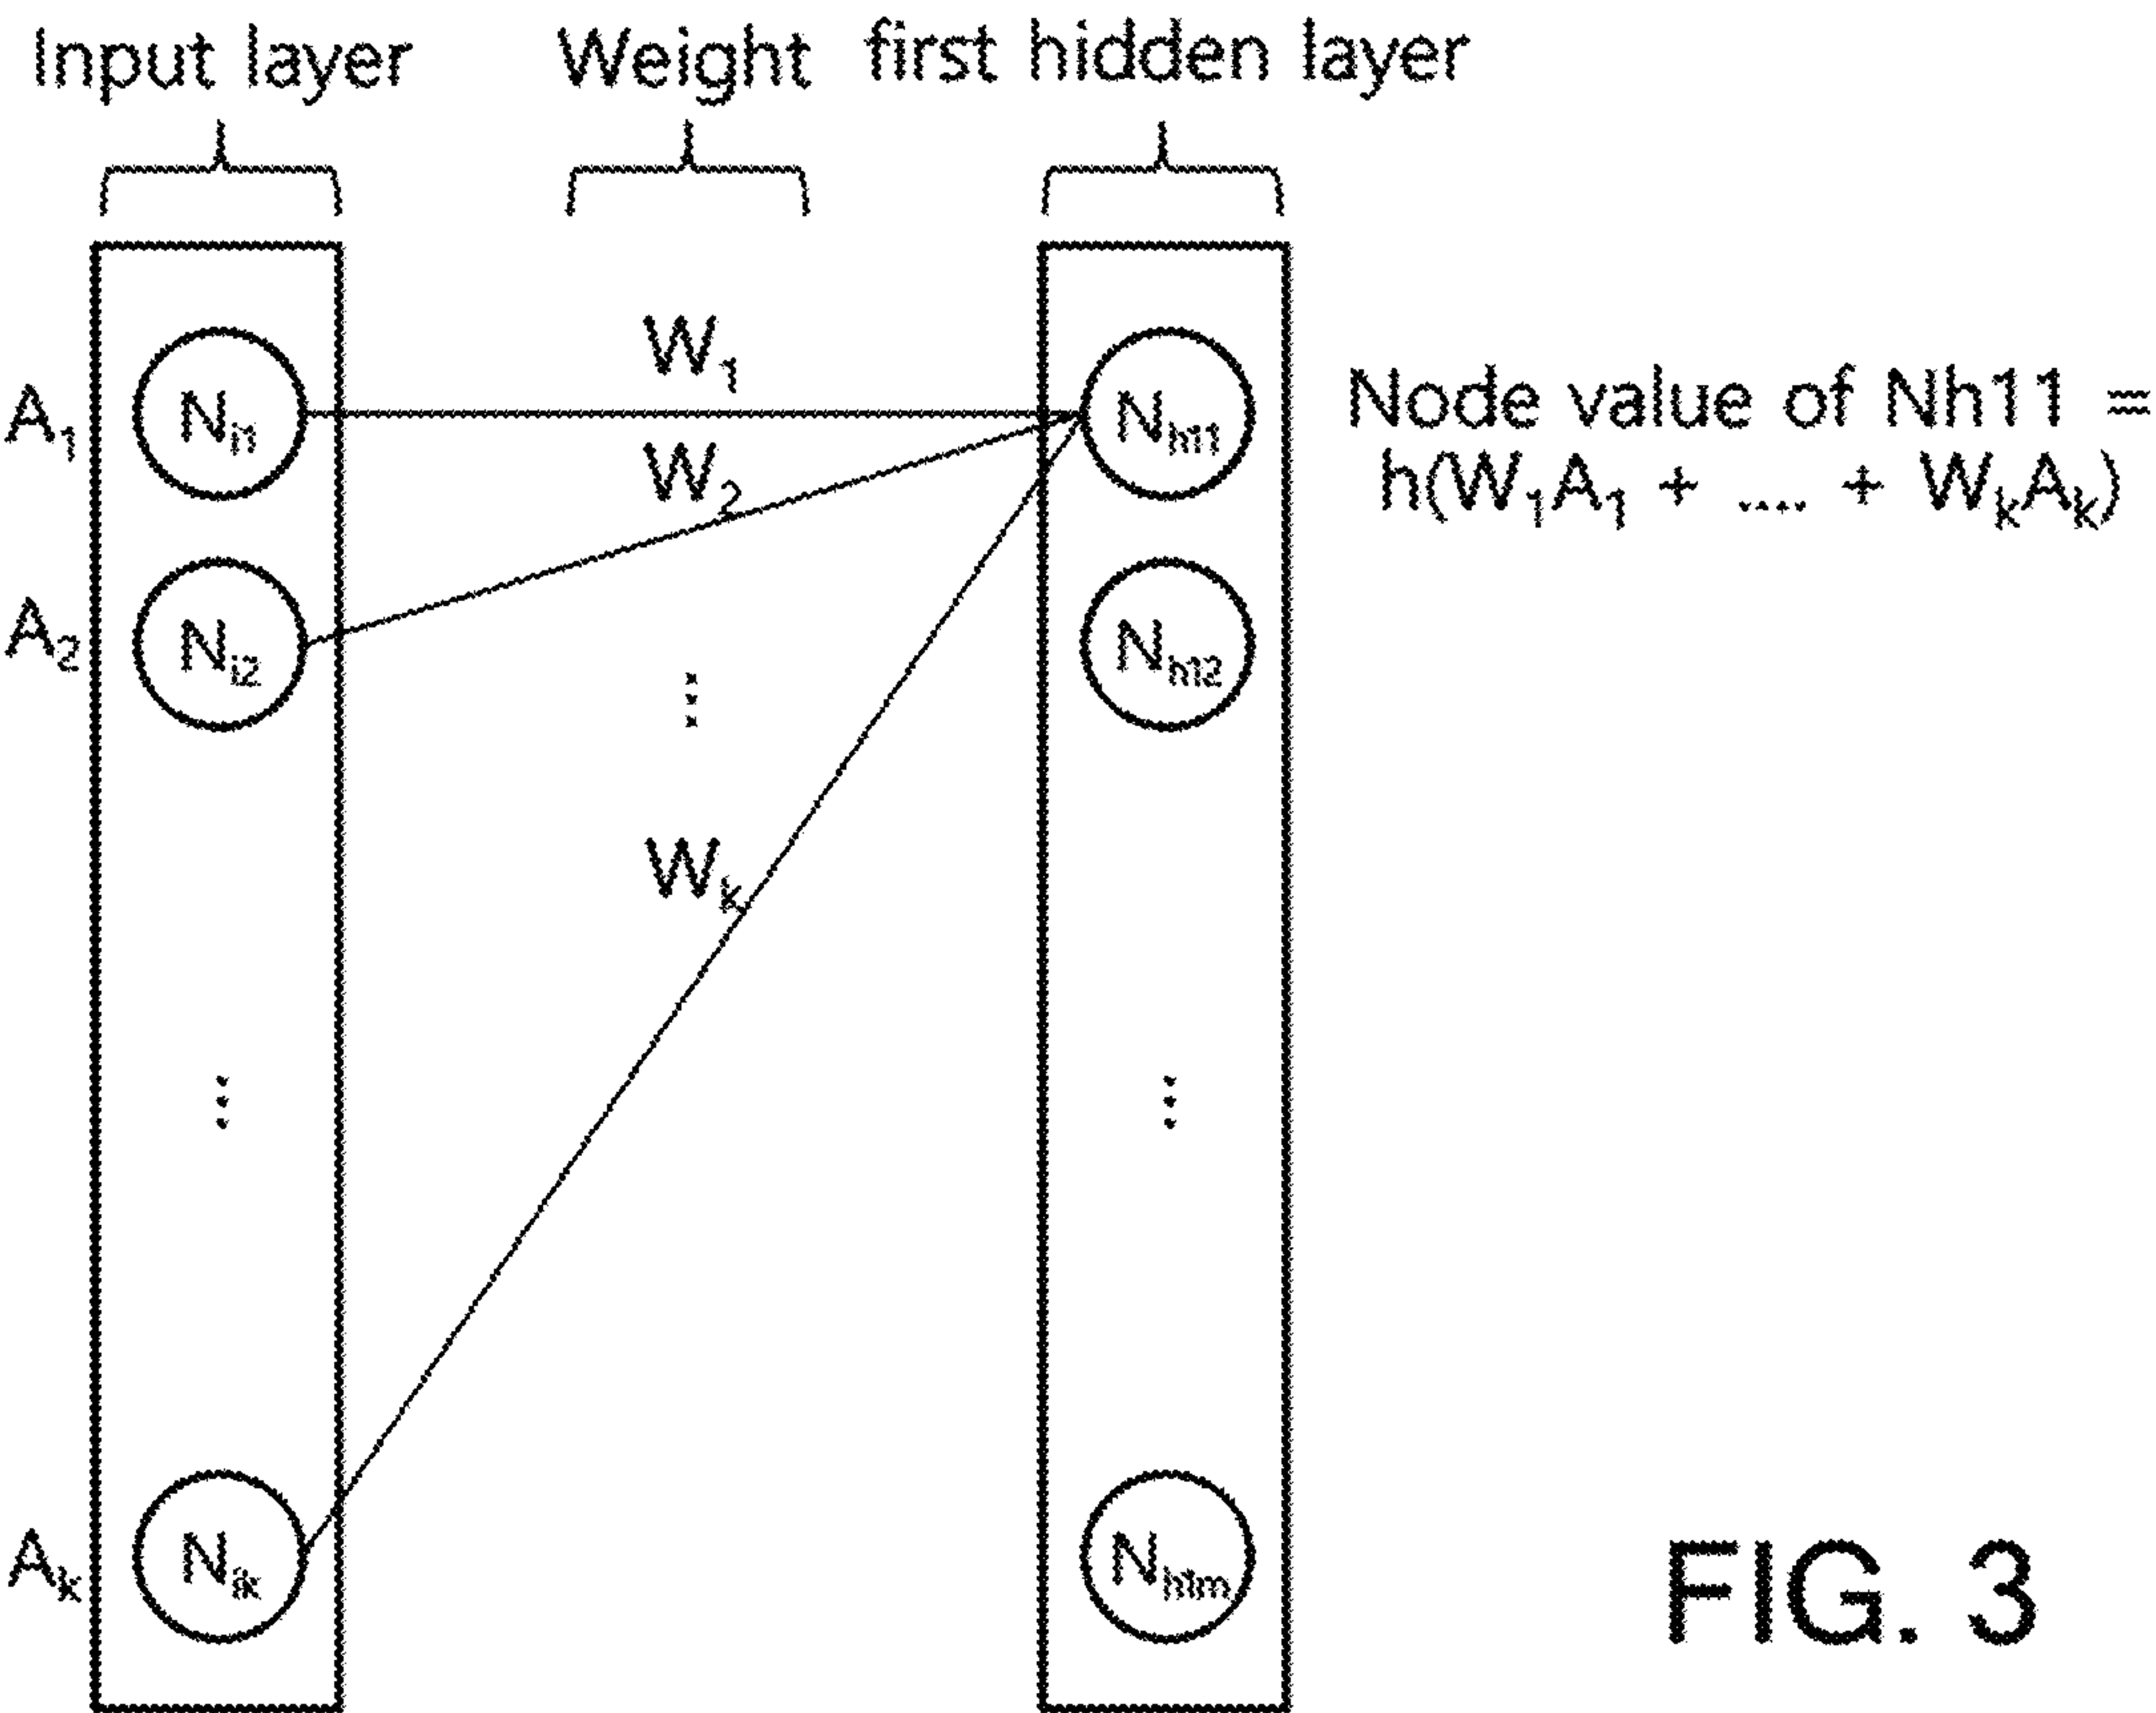 Input layer
Weight
first hidden layer
A₁
Nᵢ₁
W₁
Nₕ₁₁
Node value of Nh11 =
h(W₁A₁ + ... + WₖAₖ)
W₂
A₂
Nᵢ₂
Nₕ₁₂
⋮
Wₖ
⋮
⋮
Aₖ
Nᵢₖ
Nₕ₁ₘ
FIG. 3